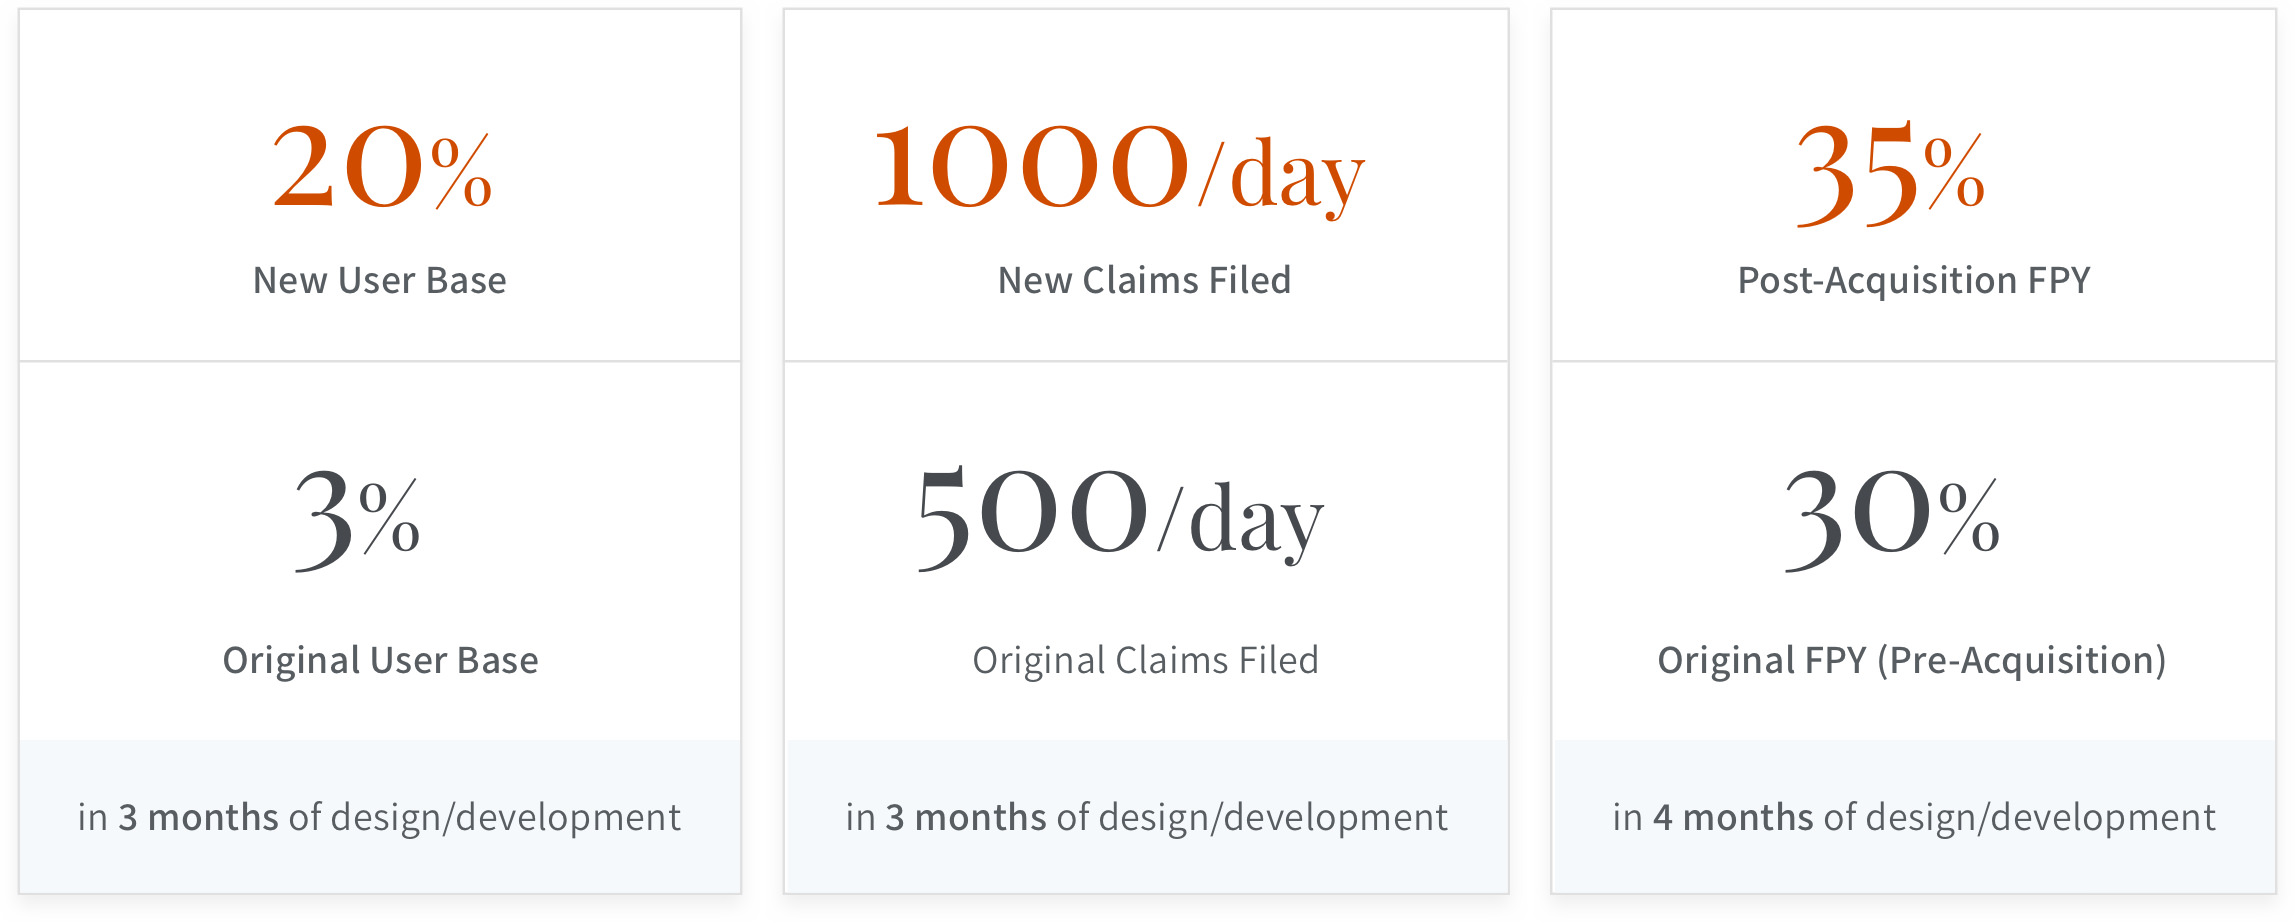 20%
New User Base
3%
Original User Base
in 3 months of design/development
1000/day
New Claims Filed
500/day
Original Claims Filed
in 3 months of design/development
35%
Post-Acquisition FPY
30%
Original FPY (Pre-Acquisition)
in 4 months of design/development